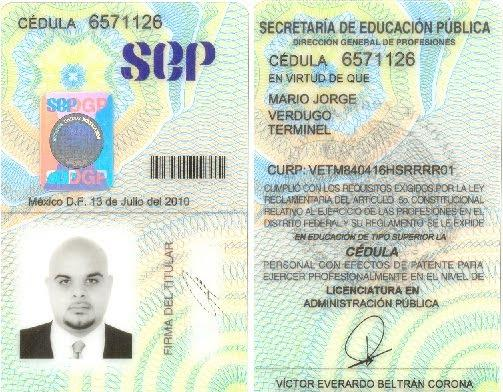 CÉDULA 6571126
sep
sep DGP
DGP
México D.F. 13 de Julio del 2010
FIRMA DEL TITULAR
SECRETARÍA DE EDUCACIÓN PÚBLICA
DIRECCIÓN GENERAL DE PROFESIONES
CÉDULA 6571126
EN VIRTUD DE QUE
MARIO JORGE
VERDUGO
TERMINEL
CURP: VETM840416HSRRRR01
CUMPLIÓ CON LOS REQUISITOS EXIGIDOS POR LA LEY
REGLAMENTARIA DEL ARTÍCULO 5o. CONSTITUCIONAL
RELATIVO AL EJERCICIO DE LAS PROFESIONES EN EL
DISTRITO FEDERAL Y SU REGLAMENTO SE LE EXPIDE
EN EDUCACIÓN DE TIPO SUPERIOR LA
CÉDULA
PERSONAL CON EFECTOS DE PATENTE PARA
EJERCER PROFESIONALMENTE EN EL NIVEL DE
LICENCIATURA EN
ADMINISTRACIÓN PÚBLICA
VÍCTOR EVERARDO BELTRÁN CORONA